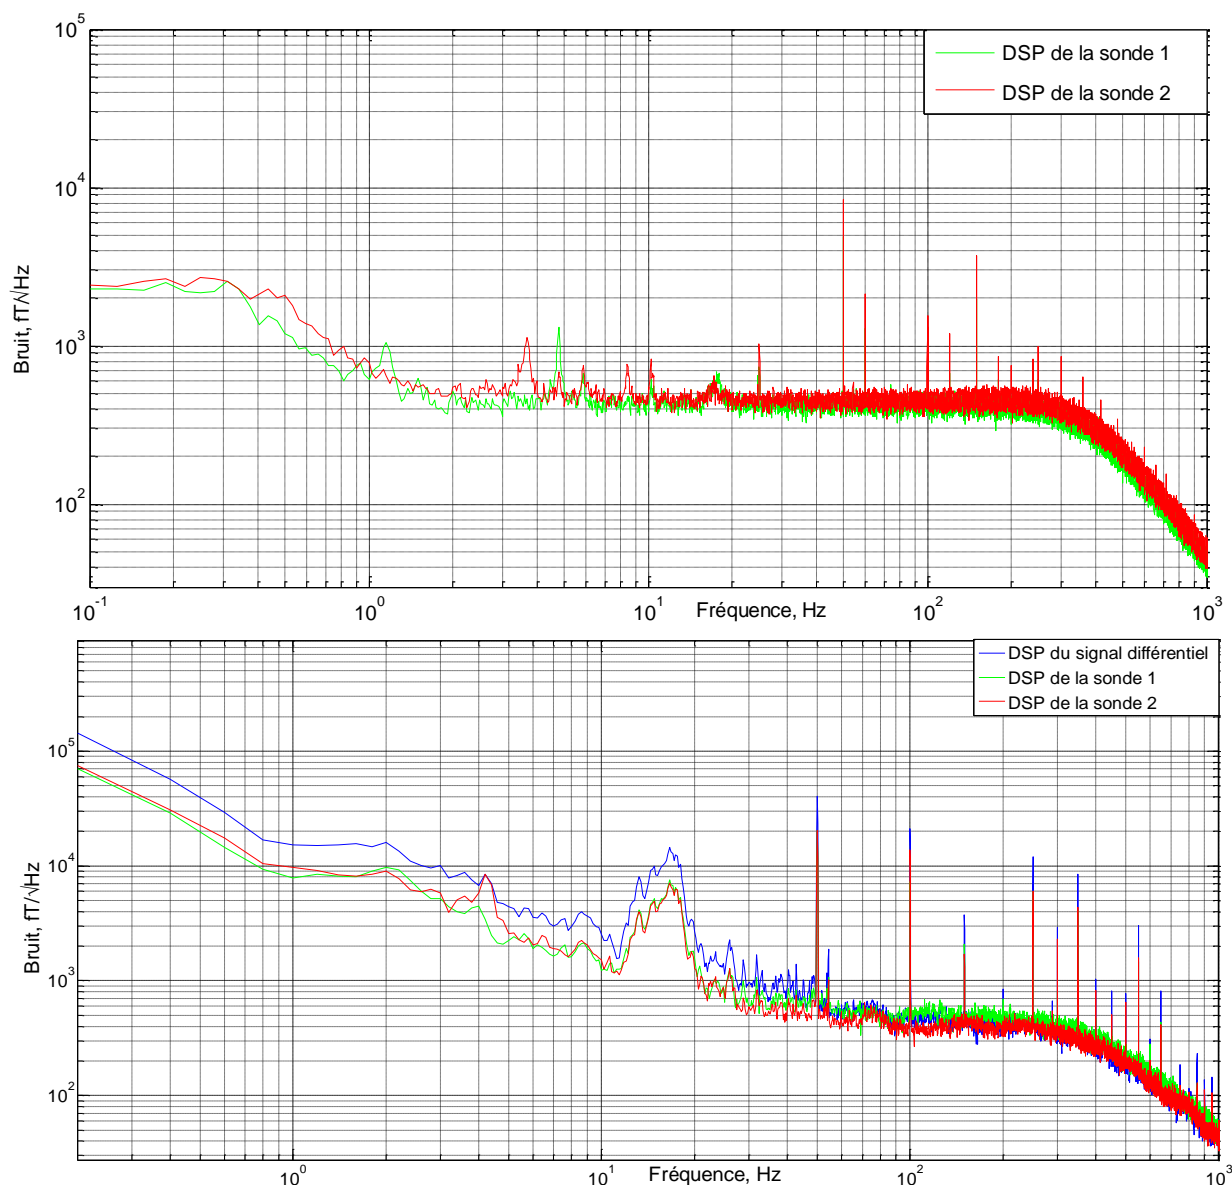 10^5
DSP de la sonde 1
DSP de la sonde 2
10^4
Bruit, fT/√Hz
10^3
10^2
10^-1
10^0
10^1
Fréquence, Hz
10^2
10^3
DSP du signal différentiel
DSP de la sonde 1
DSP de la sonde 2
10^5
10^4
Bruit, fT/√Hz
10^3
10^2
10^0
10^1
Fréquence, Hz
10^2
10^3